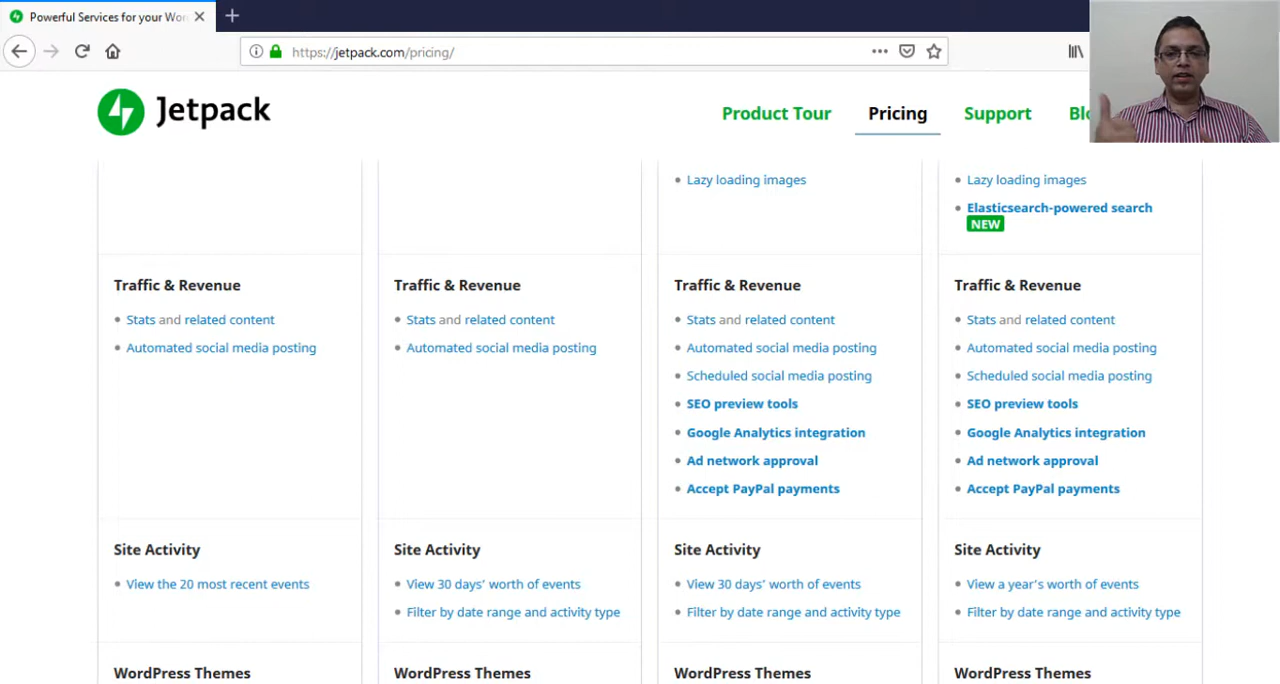 Powerful Services for your Wor
https://jetpack.com/pricing/
Jetpack
Product Tour
Pricing
Support
Lazy loading images
Lazy loading images
Elasticsearch-powered search
NEW
Traffic & Revenue
Stats and related content
Automated social media posting
Traffic & Revenue
Stats and related content
Automated social media posting
Traffic & Revenue
Stats and related content
Automated social media posting
Scheduled social media posting
SEO preview tools
Google Analytics integration
Ad network approval
Accept PayPal payments
Traffic & Revenue
Stats and related content
Automated social media posting
Scheduled social media posting
SEO preview tools
Google Analytics integration
Ad network approval
Accept PayPal payments
Site Activity
View the 20 most recent events
Site Activity
View 30 days' worth of events
Filter by date range and activity type
Site Activity
View 30 days' worth of events
Filter by date range and activity type
Site Activity
View a year's worth of events
Filter by date range and activity type
WordPress Themes
WordPress Themes
WordPress Themes
WordPress Themes